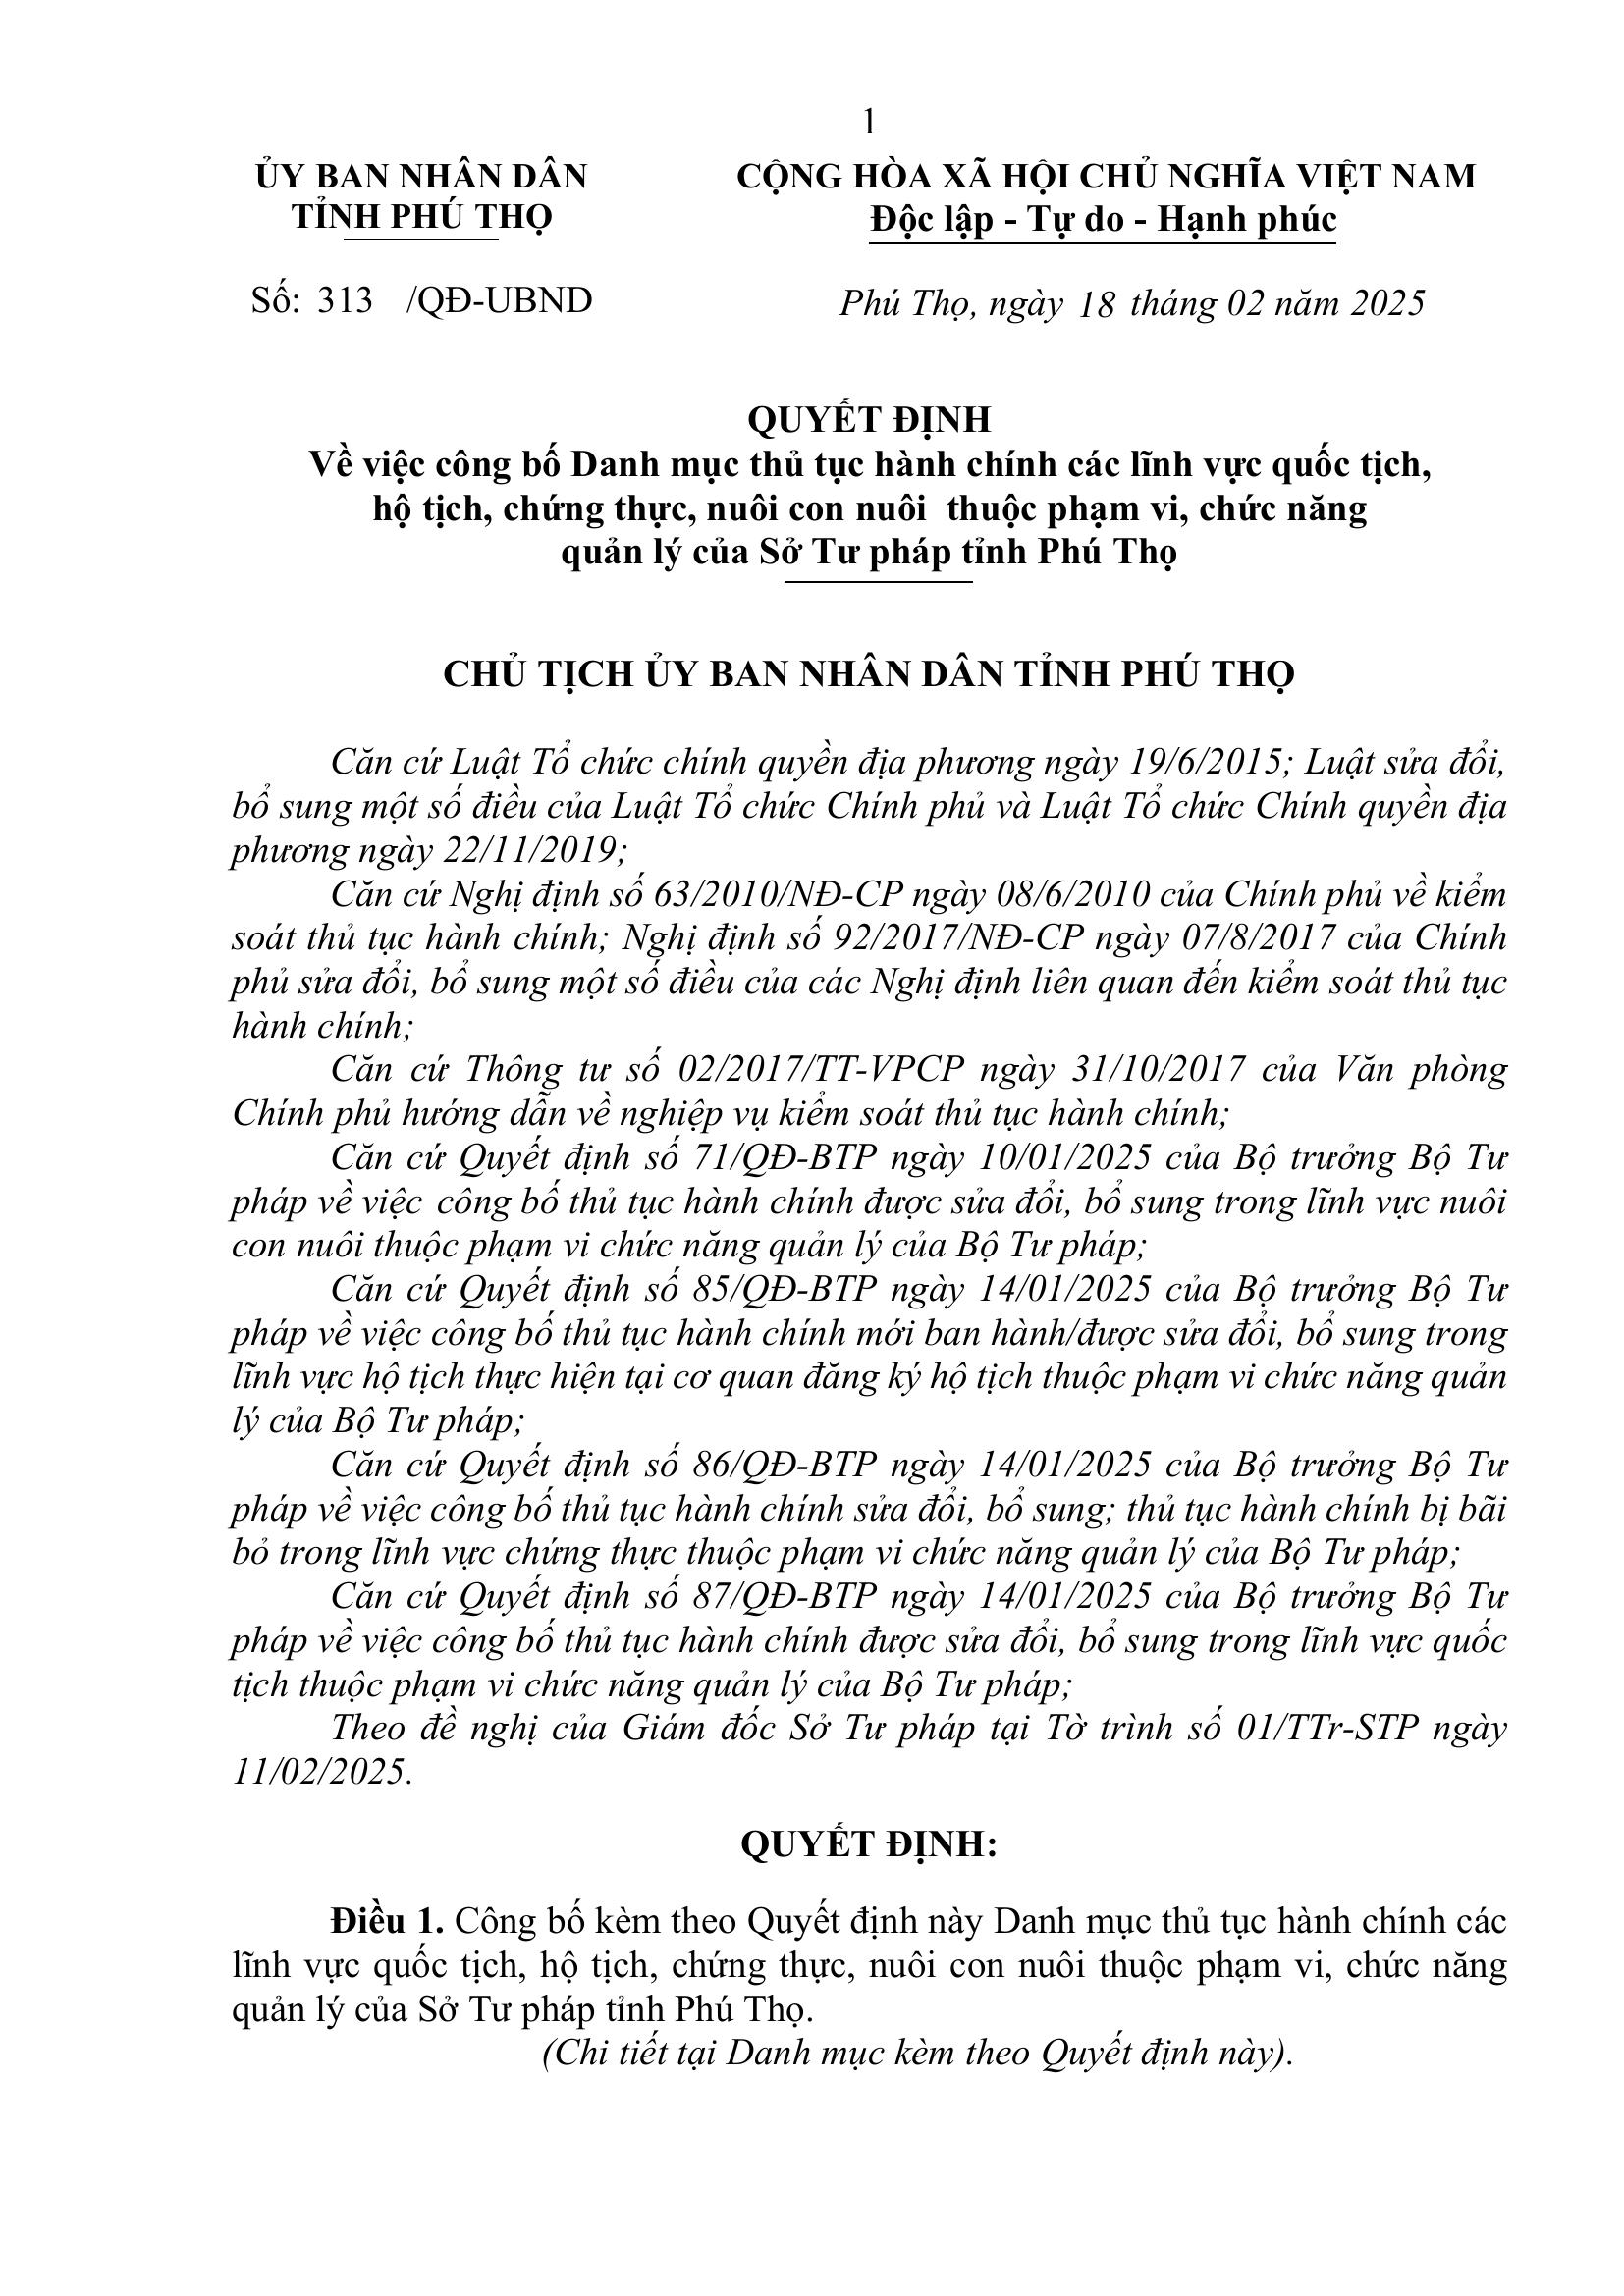 1
ỦY BAN NHÂN DÂN
TỈNH PHÚ THỌ
CỘNG HÒA XÃ HỘI CHỦ NGHĨA VIỆT NAM
Độc lập - Tự do - Hạnh phúc
Số: 313 /QĐ-UBND
Phú Thọ, ngày 18 tháng 02 năm 2025
QUYẾT ĐỊNH
Về việc công bố Danh mục thủ tục hành chính các lĩnh vực quốc tịch,
hộ tịch, chứng thực, nuôi con nuôi thuộc phạm vi, chức năng
quản lý của Sở Tư pháp tỉnh Phú Thọ
CHỦ TỊCH ỦY BAN NHÂN DÂN TỈNH PHÚ THỌ
Căn cứ Luật Tổ chức chính quyền địa phương ngày 19/6/2015; Luật sửa đổi,
bổ sung một số điều của Luật Tổ chức Chính phủ và Luật Tổ chức Chính quyền địa
phương ngày 22/11/2019;
Căn cứ Nghị định số 63/2010/NĐ-CP ngày 08/6/2010 của Chính phủ về kiểm
soát thủ tục hành chính; Nghị định số 92/2017/NĐ-CP ngày 07/8/2017 của Chính
phủ sửa đổi, bổ sung một số điều của các Nghị định liên quan đến kiểm soát thủ tục
hành chính;
Căn cứ Thông tư số 02/2017/TT-VPCP ngày 31/10/2017 của Văn phòng
Chính phủ hướng dẫn về nghiệp vụ kiểm soát thủ tục hành chính;
Căn cứ Quyết định số 71/QĐ-BTP ngày 10/01/2025 của Bộ trưởng Bộ Tư
pháp về việc công bố thủ tục hành chính được sửa đổi, bổ sung trong lĩnh vực nuôi
con nuôi thuộc phạm vi chức năng quản lý của Bộ Tư pháp;
Căn cứ Quyết định số 85/QĐ-BTP ngày 14/01/2025 của Bộ trưởng Bộ Tư
pháp về việc công bố thủ tục hành chính mới ban hành/được sửa đổi, bổ sung trong
lĩnh vực hộ tịch thực hiện tại cơ quan đăng ký hộ tịch thuộc phạm vi chức năng quản
lý của Bộ Tư pháp;
Căn cứ Quyết định số 86/QĐ-BTP ngày 14/01/2025 của Bộ trưởng Bộ Tư
pháp về việc công bố thủ tục hành chính sửa đổi, bổ sung; thủ tục hành chính bị bãi
bỏ trong lĩnh vực chứng thực thuộc phạm vi chức năng quản lý của Bộ Tư pháp;
Căn cứ Quyết định số 87/QĐ-BTP ngày 14/01/2025 của Bộ trưởng Bộ Tư
pháp về việc công bố thủ tục hành chính được sửa đổi, bổ sung trong lĩnh vực quốc
tịch thuộc phạm vi chức năng quản lý của Bộ Tư pháp;
Theo đề nghị của Giám đốc Sở Tư pháp tại Tờ trình số 01/TTr-STP ngày
11/02/2025.
QUYẾT ĐỊNH:
Điều 1. Công bố kèm theo Quyết định này Danh mục thủ tục hành chính các
lĩnh vực quốc tịch, hộ tịch, chứng thực, nuôi con nuôi thuộc phạm vi, chức năng
quản lý của Sở Tư pháp tỉnh Phú Thọ.
(Chi tiết tại Danh mục kèm theo Quyết định này).